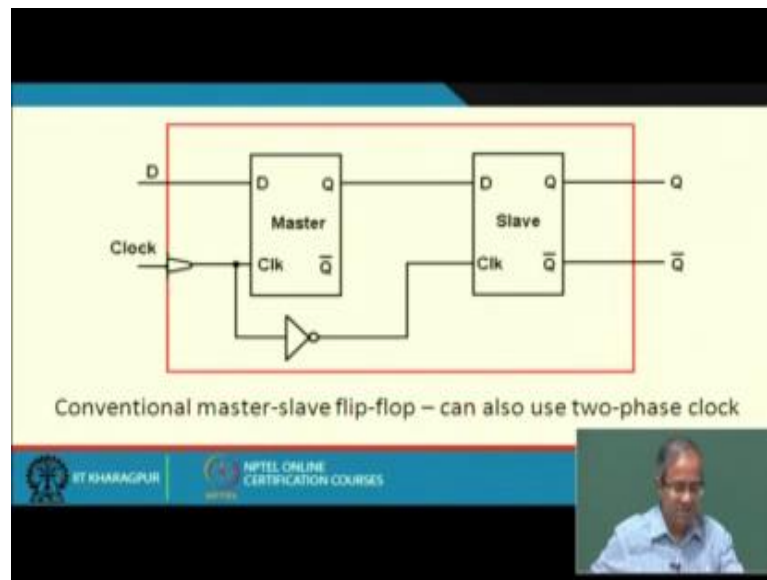 D
Clock
D Q
Master
Clk Q̅
D Q
Slave
Clk Q̅
Q
Q̅
Conventional master-slave flip-flop – can also use two-phase clock
IIT KHARAGPUR
NPTEL ONLINE
CERTIFICATION COURSES
NPTEL